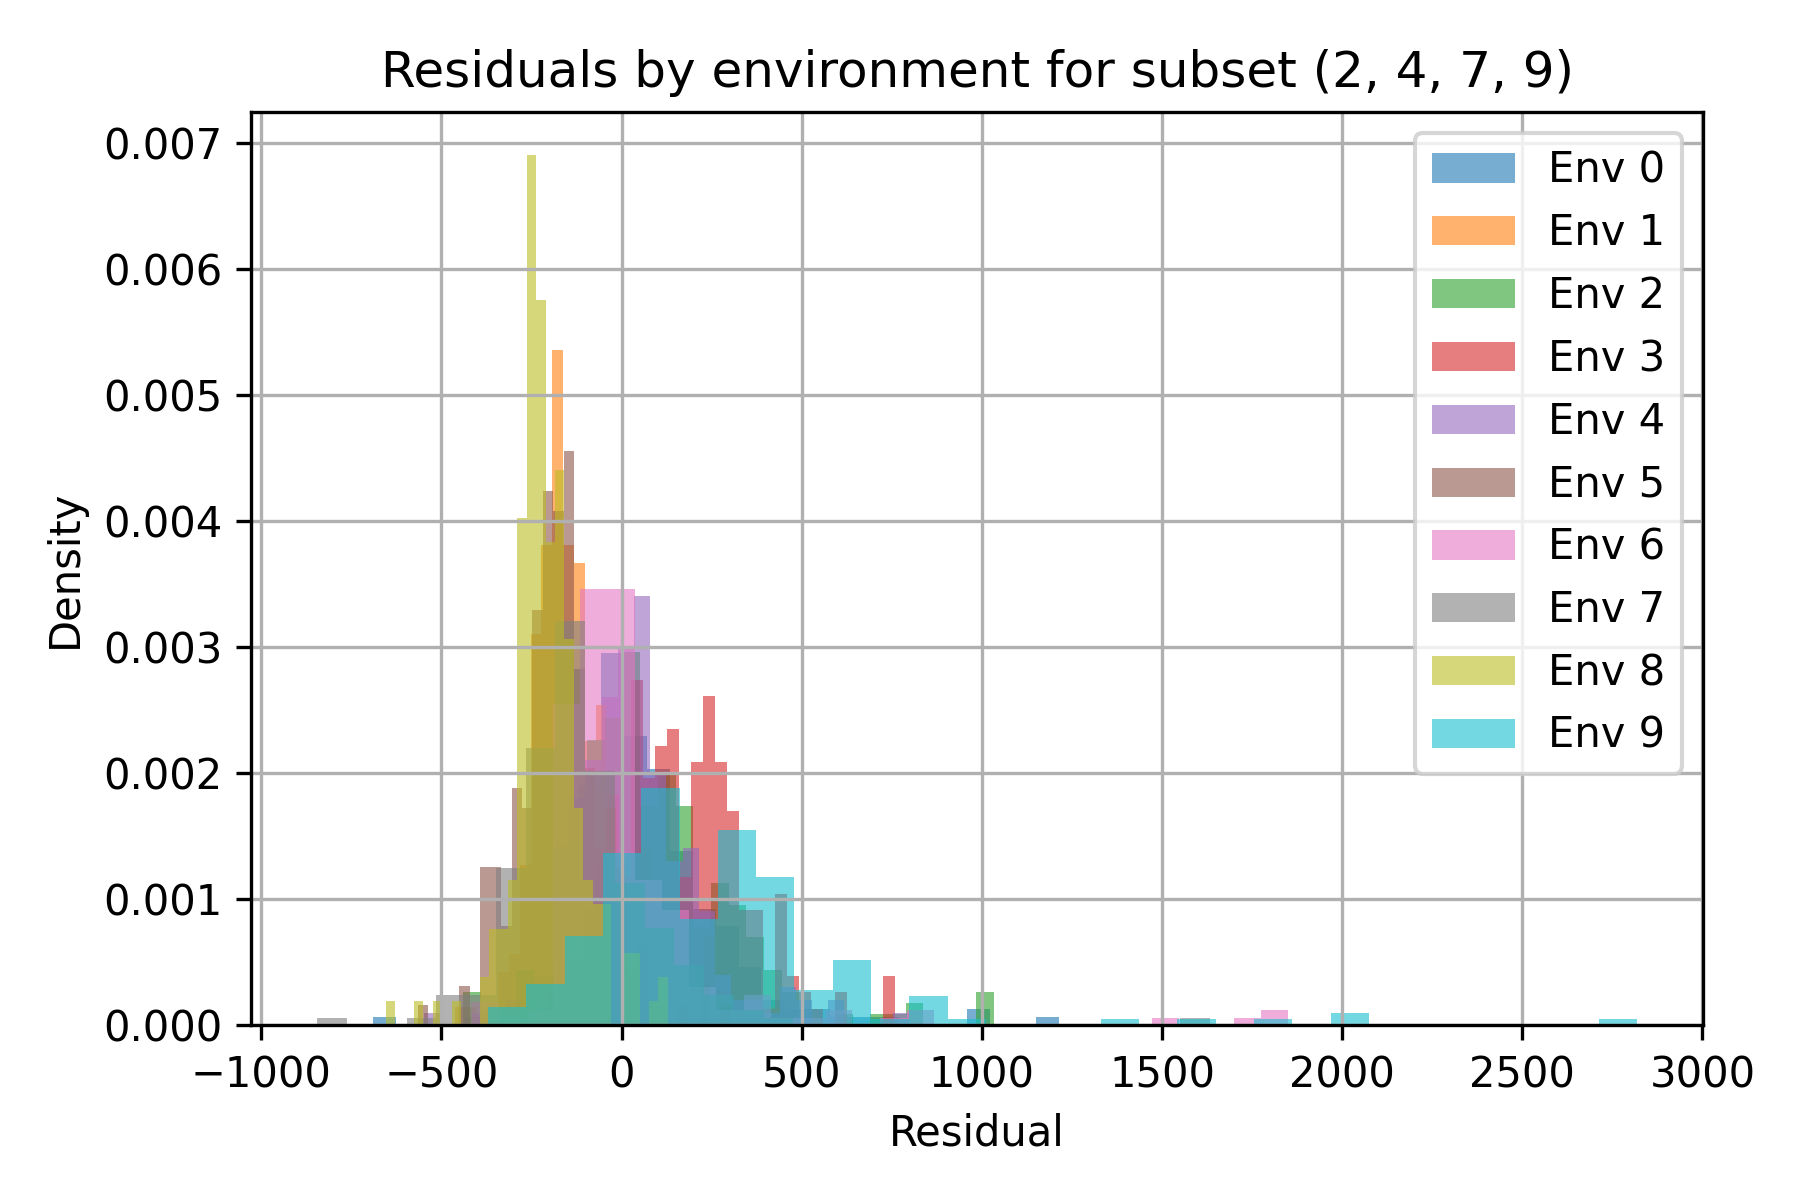 Residuals by environment for subset (2, 4, 7, 9)
0.007
0.006
0.005
0.004
0.003
0.002
0.001
0.000
Density
Env 0
Env 1
Env 2
Env 3
Env 4
Env 5
Env 6
Env 7
Env 8
Env 9
−1000 −500 0 500 1000 1500 2000 2500 3000
Residual